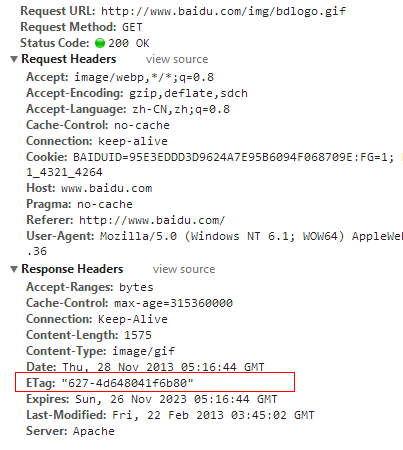 Request URL: http://www.baidu.com/img/bdlogo.gif
Request Method: GET
Status Code: 200 OK
Request Headers view source
Accept: image/webp,*/*;q=0.8
Accept-Encoding: gzip,deflate,sdch
Accept-Language: zh-CN,zh;q=0.8
Cache-Control: no-cache
Connection: keep-alive
Cookie: BAIDUID=95E3EDDD3D9624A7E95B6094F068709E:FG=1;
1_4321_4264
Host: www.baidu.com
Pragma: no-cache
Referer: http://www.baidu.com/
User-Agent: Mozilla/5.0 (Windows NT 6.1; WOW64) AppleWeb
.36
Response Headers view source
Accept-Ranges: bytes
Cache-Control: max-age=315360000
Connection: Keep-Alive
Content-Length: 1575
Content-Type: image/gif
Date: Thu, 28 Nov 2013 05:16:44 GMT
ETag: "627-4d648041f6b80"
Expires: Sun, 26 Nov 2023 05:16:44 GMT
Last-Modified: Fri, 22 Feb 2013 03:45:02 GMT
Server: Apache